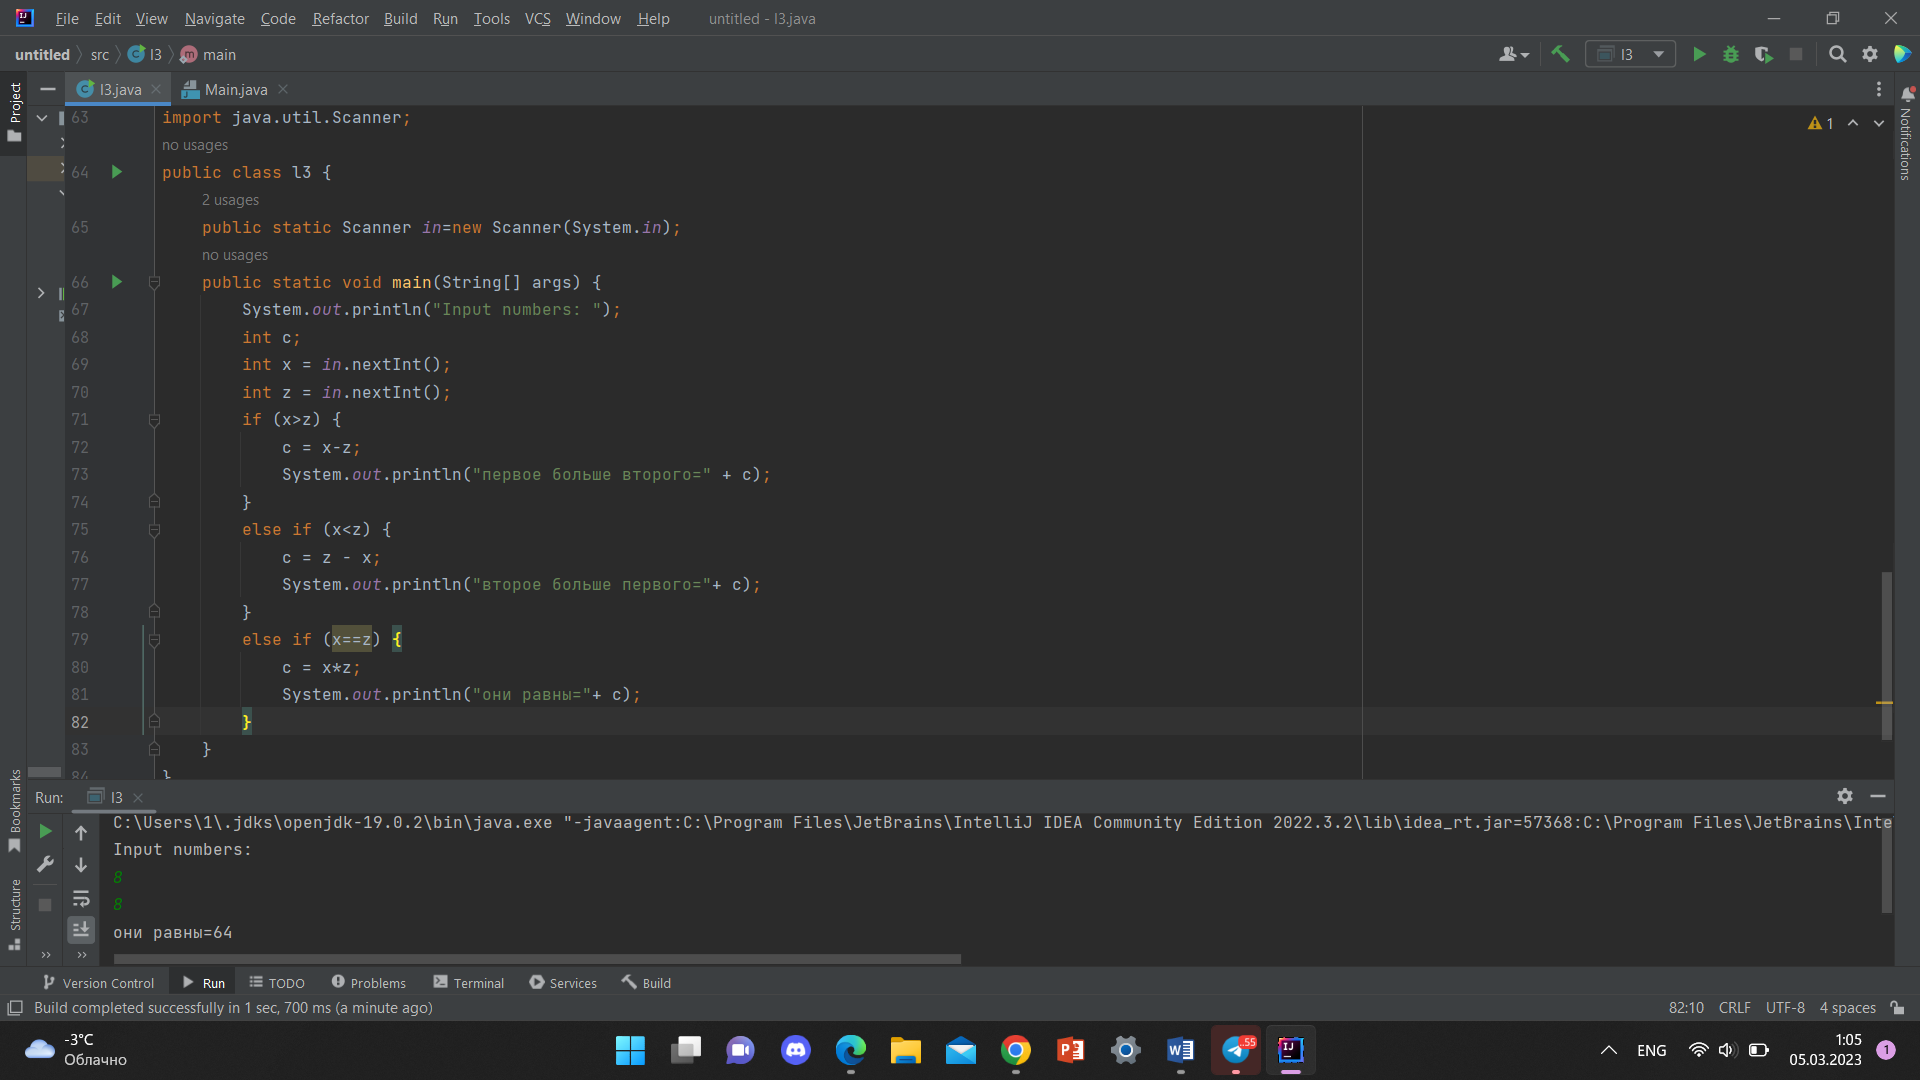 File Edit View Navigate Code Refactor Build Run Tools VCS Window Help untitled - l3.java
untitled src l3 main
l3
Project
l3.java
Main.java
Notifications
1
63 import java.util.Scanner;
no usages
64 public class l3 {
2 usages
65 public static Scanner in=new Scanner(System.in);
no usages
66 public static void main(String[] args) {
67 System.out.println("Input numbers: ");
68 int c;
69 int x = in.nextInt();
70 int z = in.nextInt();
71 if (x>z) {
72 c = x-z;
73 System.out.println("первое больше второго=" + c);
74 }
75 else if (x<z) {
76 c = z - x;
77 System.out.println("второе больше первого="+ c);
78 }
79 else if (x==z) {
80 c = x*z;
81 System.out.println("они равны="+ c);
82 }
83 }
84 }
Bookmarks
Structure
Run: l3
C:\Users\1\.jdks\openjdk-19.0.2\bin\java.exe "-javaagent:C:\Program Files\JetBrains\IntelliJ IDEA Community Edition 2022.3.2\lib\idea_rt.jar=57368:C:\Program Files\JetBrains\Inte
Input numbers:
8
8
они равны=64
Version Control Run TODO Problems Terminal Services Build
Build completed successfully in 1 sec, 700 ms (a minute ago)
82:10 CRLF UTF-8 4 spaces
-3°C
Облачно
55
ENG
1:05
05.03.2023
1